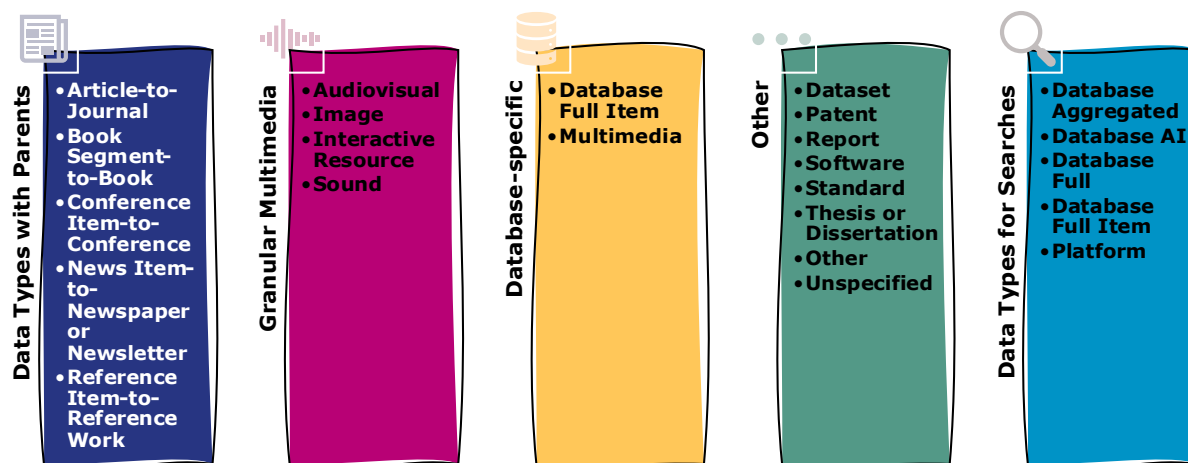 Data Types with Parents
•Article-to-
Journal
•Book
Segment-
to-Book
•Conference
Item-to-
Conference
•News Item-
to-
Newspaper
or
Newsletter
•Reference
Item-to-
Reference
Work
Granular Multimedia
•Audiovisual
•Image
•Interactive
Resource
•Sound
Database-specific
•Database
Full Item
•Multimedia
Other
•Dataset
•Patent
•Report
•Software
•Standard
•Thesis or
Dissertation
•Other
•Unspecified
Data Types for Searches
•Database
Aggregated
•Database AI
•Database
Full
•Database
Full Item
•Platform